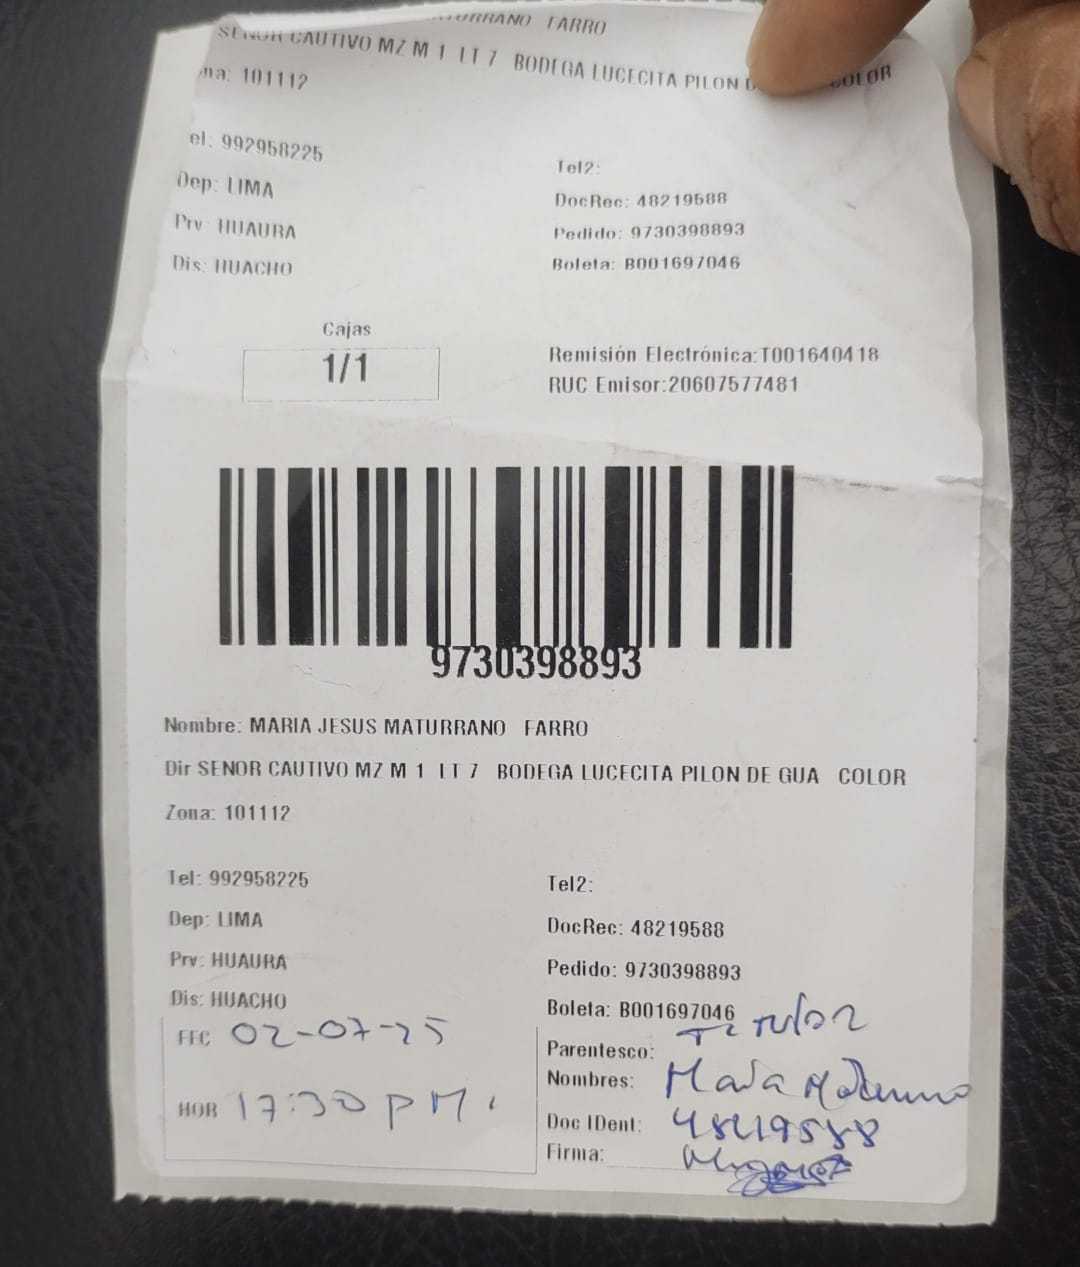 MATURRANO FARRO
SENOR CAUTIVO MZ M 1 LT 7 BODEGA LUCECITA PILON D COLOR
na: 101112
el: 992958225
Tel2:
Dep: LIMA
DocRec: 48219588
Prv: HUAURA
Pedido: 9730398893
Dis: HUACHO
Boleta: B001697046
Cajas
1/1
Remisión Electrónica:T001640418
RUC Emisor:20607577481
9730398893
Nombre: MARIA JESUS MATURRANO FARRO
Dir SENOR CAUTIVO MZ M 1 LT 7 BODEGA LUCECITA PILON DE GUA COLOR
Zona: 101112
Tel: 992958225
Tel2:
Dep: LIMA
DocRec: 48219588
Prv: HUAURA
Pedido: 9730398893
Dis: HUACHO
Boleta: B001697046
FEC 02-07-25
Parentesco: Titular
Nombres: Maria Maturrano
HOR 17:30 PM.
Doc IDent: 48219588
Firma: